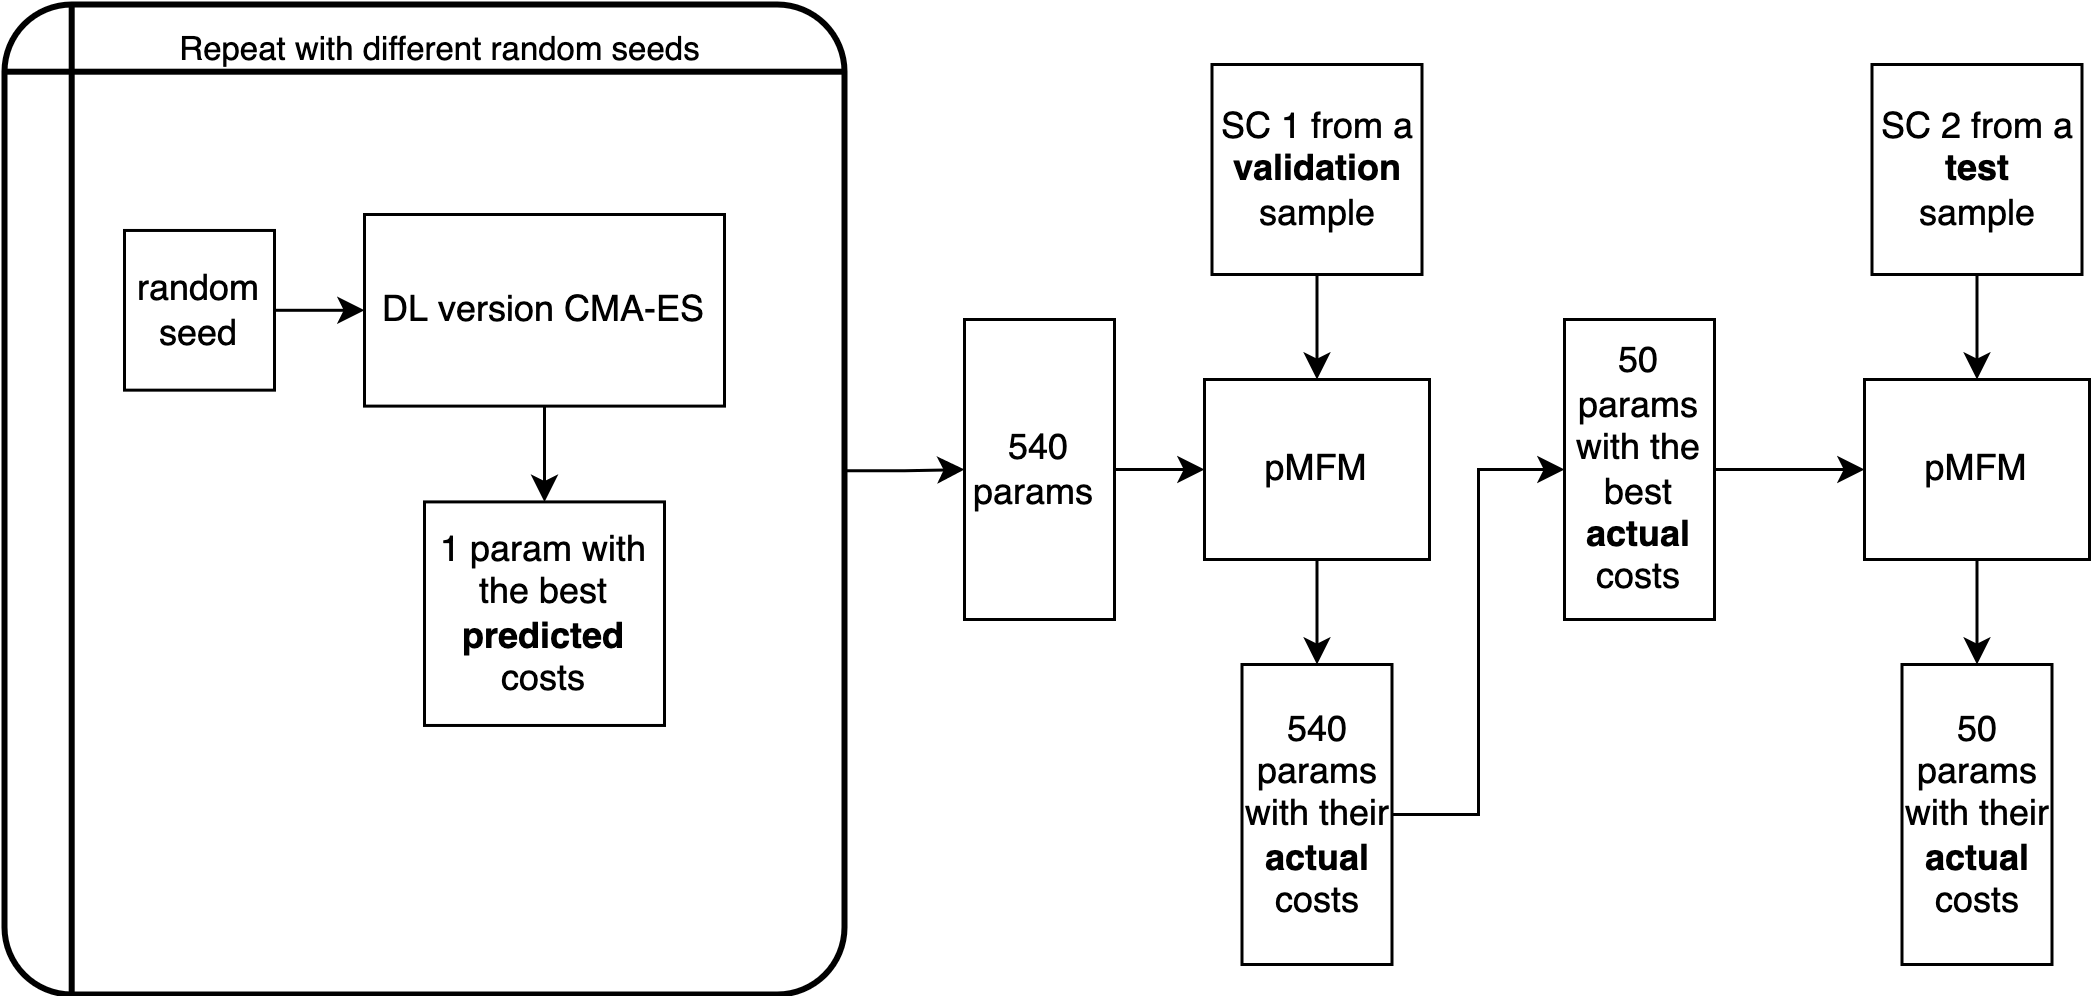 Repeat with different random seeds
random
seed
DL version CMA-ES
1 param with
the best
predicted
costs
540
params
SC 1 from a
validation
sample
pMFM
540
params
with their
actual
costs
50
params
with the
best
actual
costs
SC 2 from a
test
sample
pMFM
50
params
with their
actual
costs